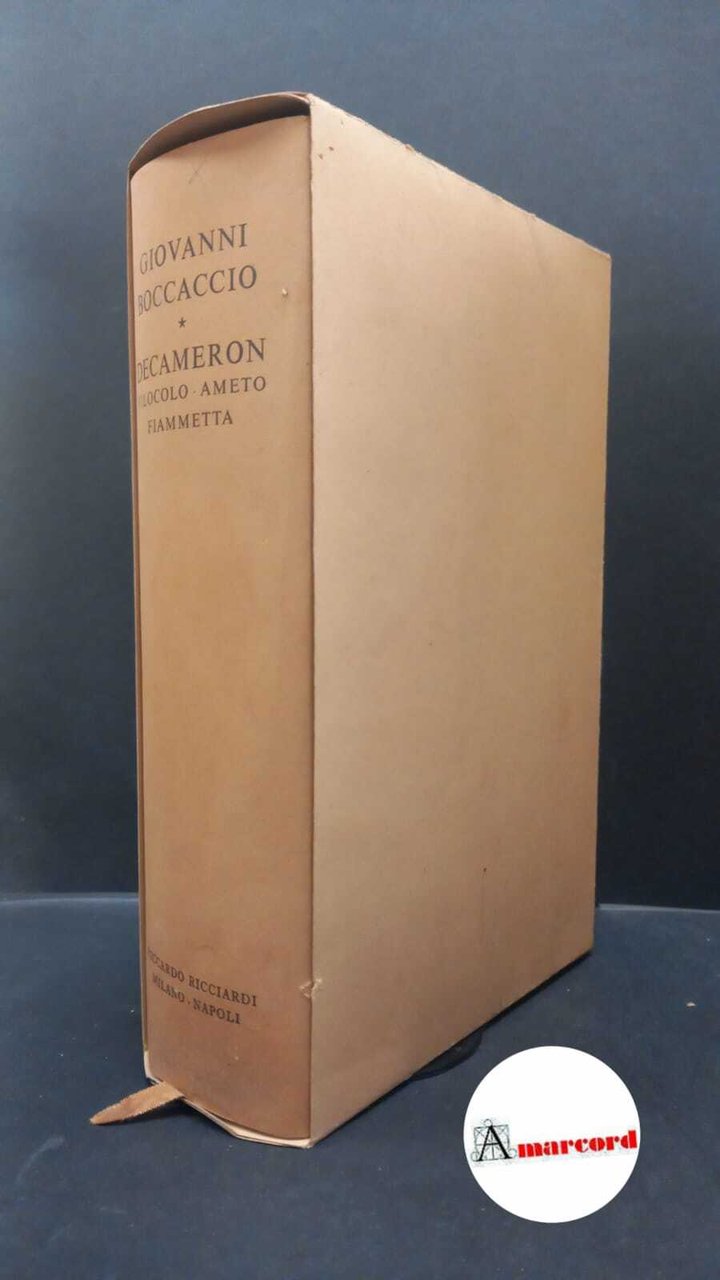 GIOVANNI
BOCCACCIO
*
DECAMERON
FILOCOLO · AMETO
FIAMMETTA
RICCARDO RICCIARDI
MILANO · NAPOLI
Amarcord